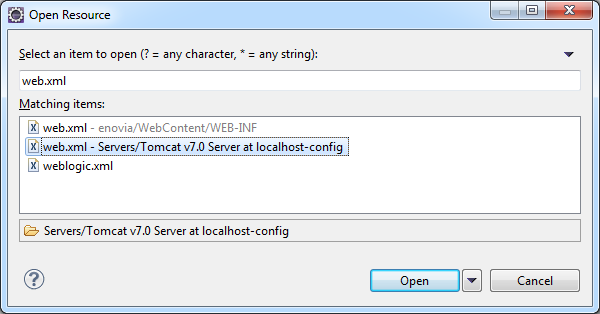 Open Resource
Select an item to open (? = any character, * = any string):
web.xml
Matching items:
web.xml - enovia/WebContent/WEB-INF
web.xml - Servers/Tomcat v7.0 Server at localhost-config
weblogic.xml
Servers/Tomcat v7.0 Server at localhost-config
Open
Cancel